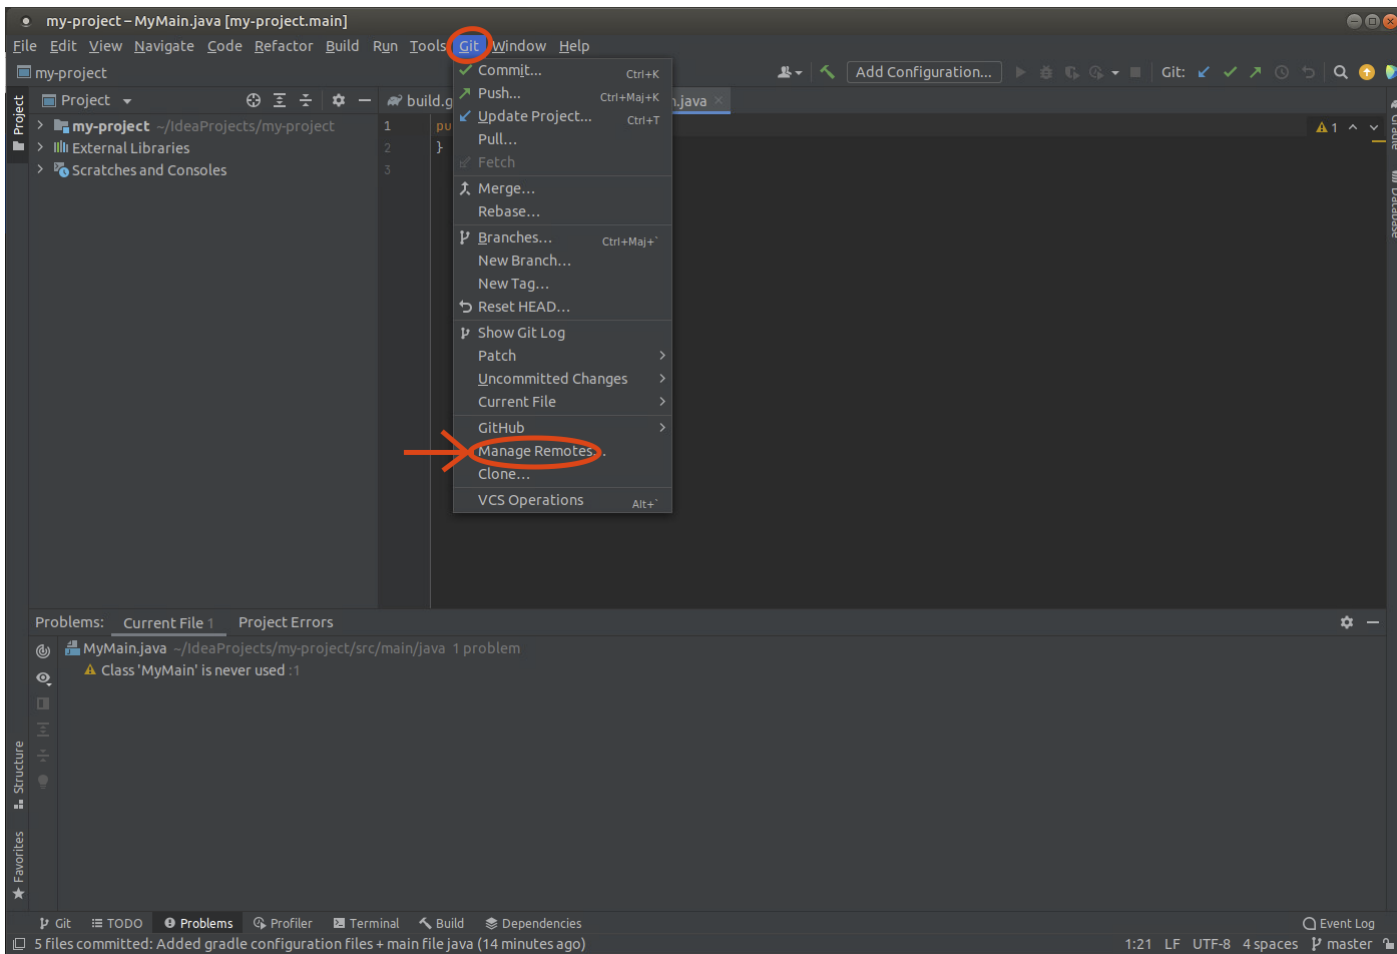 my-project – MyMain.java [my-project.main]
File Edit View Navigate Code Refactor Build Run Tools Git Window Help
my-project
Add Configuration...
Git:
Project
build.g
.java
my-project ~/IdeaProjects/my-project
External Libraries
Scratches and Consoles
1 pu
2 }
3
1
Commit... Ctrl+K
Push... Ctrl+Maj+K
Update Project... Ctrl+T
Pull...
Fetch
Merge...
Rebase...
Branches... Ctrl+Maj+`
New Branch...
New Tag...
Reset HEAD...
Show Git Log
Patch
Uncommitted Changes
Current File
GitHub
Manage Remotes...
Clone...
VCS Operations Alt+`
Project
Structure
Favorites
Gradle
Database
Problems: Current File 1 Project Errors
MyMain.java ~/IdeaProjects/my-project/src/main/java 1 problem
Class 'MyMain' is never used :1
Git TODO Problems Profiler Terminal Build Dependencies Event Log
5 files committed: Added gradle configuration files + main file java (14 minutes ago) 1:21 LF UTF-8 4 spaces master